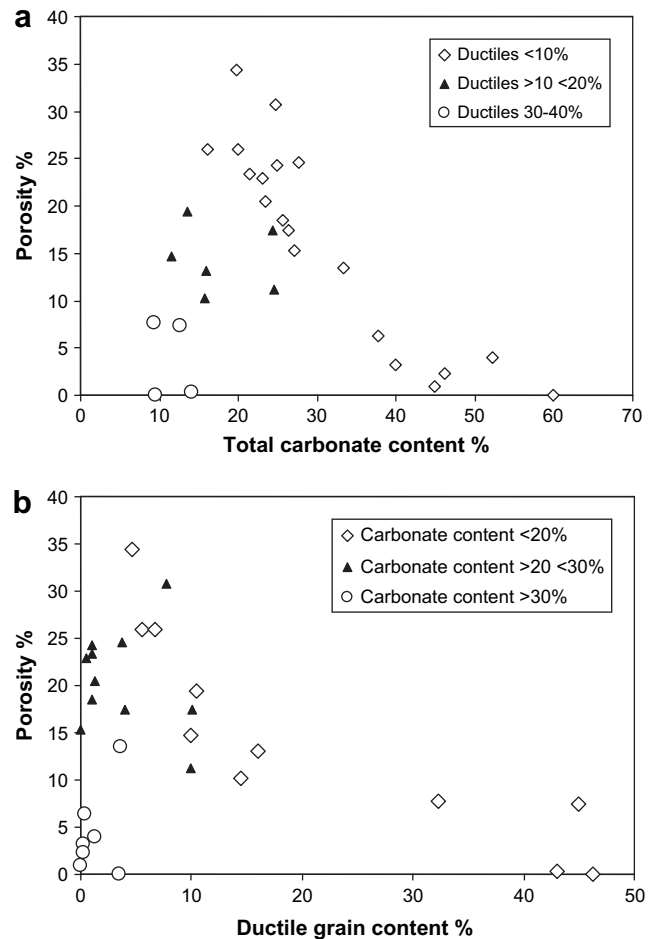 a
40
35
30
25
20
15
10
5
0
Porosity %
◇ Ductiles <10%
▲ Ductiles >10 <20%
○ Ductiles 30-40%
0 10 20 30 40 50 60 70
Total carbonate content %
b
40
35
30
25
20
15
10
5
0
Porosity %
◇ Carbonate content <20%
▲ Carbonate content >20 <30%
○ Carbonate content >30%
0 10 20 30 40 50
Ductile grain content %